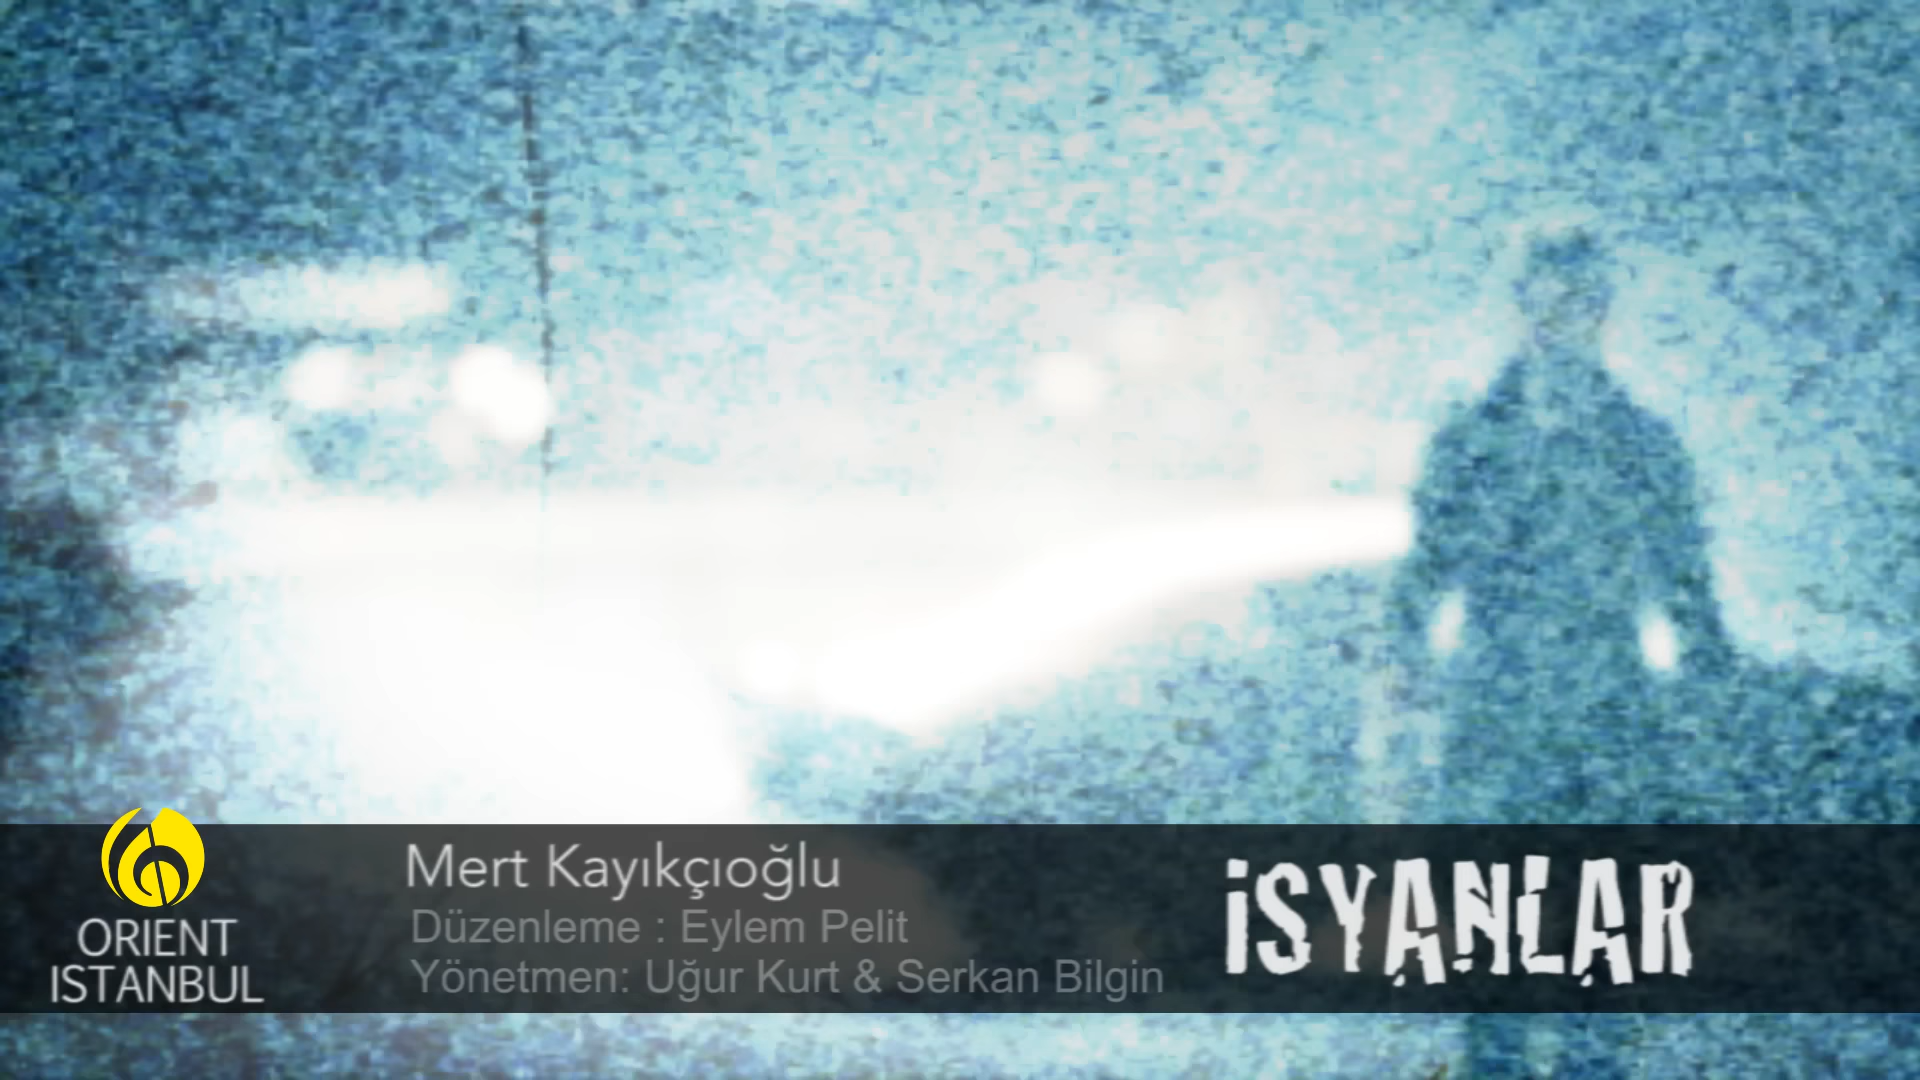 Mert Kayıkçıoğlu
Düzenleme : Eylem Pelit
Yönetmen: Uğur Kurt & Serkan Bilgin
İSYANLAR
ORIENT
ISTANBUL